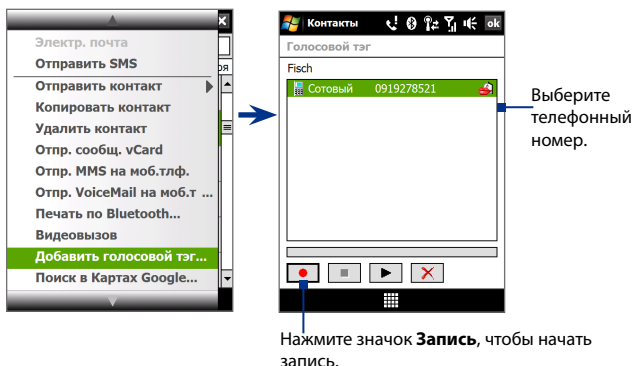 Электр. почта
Отправить SMS
оя
Отправить контакт
Копировать контакт
Удалить контакт
Отпр. сообщ. vCard
Отпр. MMS на моб.тлф.
Отпр. VoiceMail на моб.т ...
Печать по Bluetooth...
Видеовызов
Добавить голосовой тэг...
Поиск в Картах Google...
Контакты
ok
Голосовой тэг
Fisch
Сотовый 0919278521
Выберите
телефонный
номер.
Нажмите значок Запись, чтобы начать
запись.